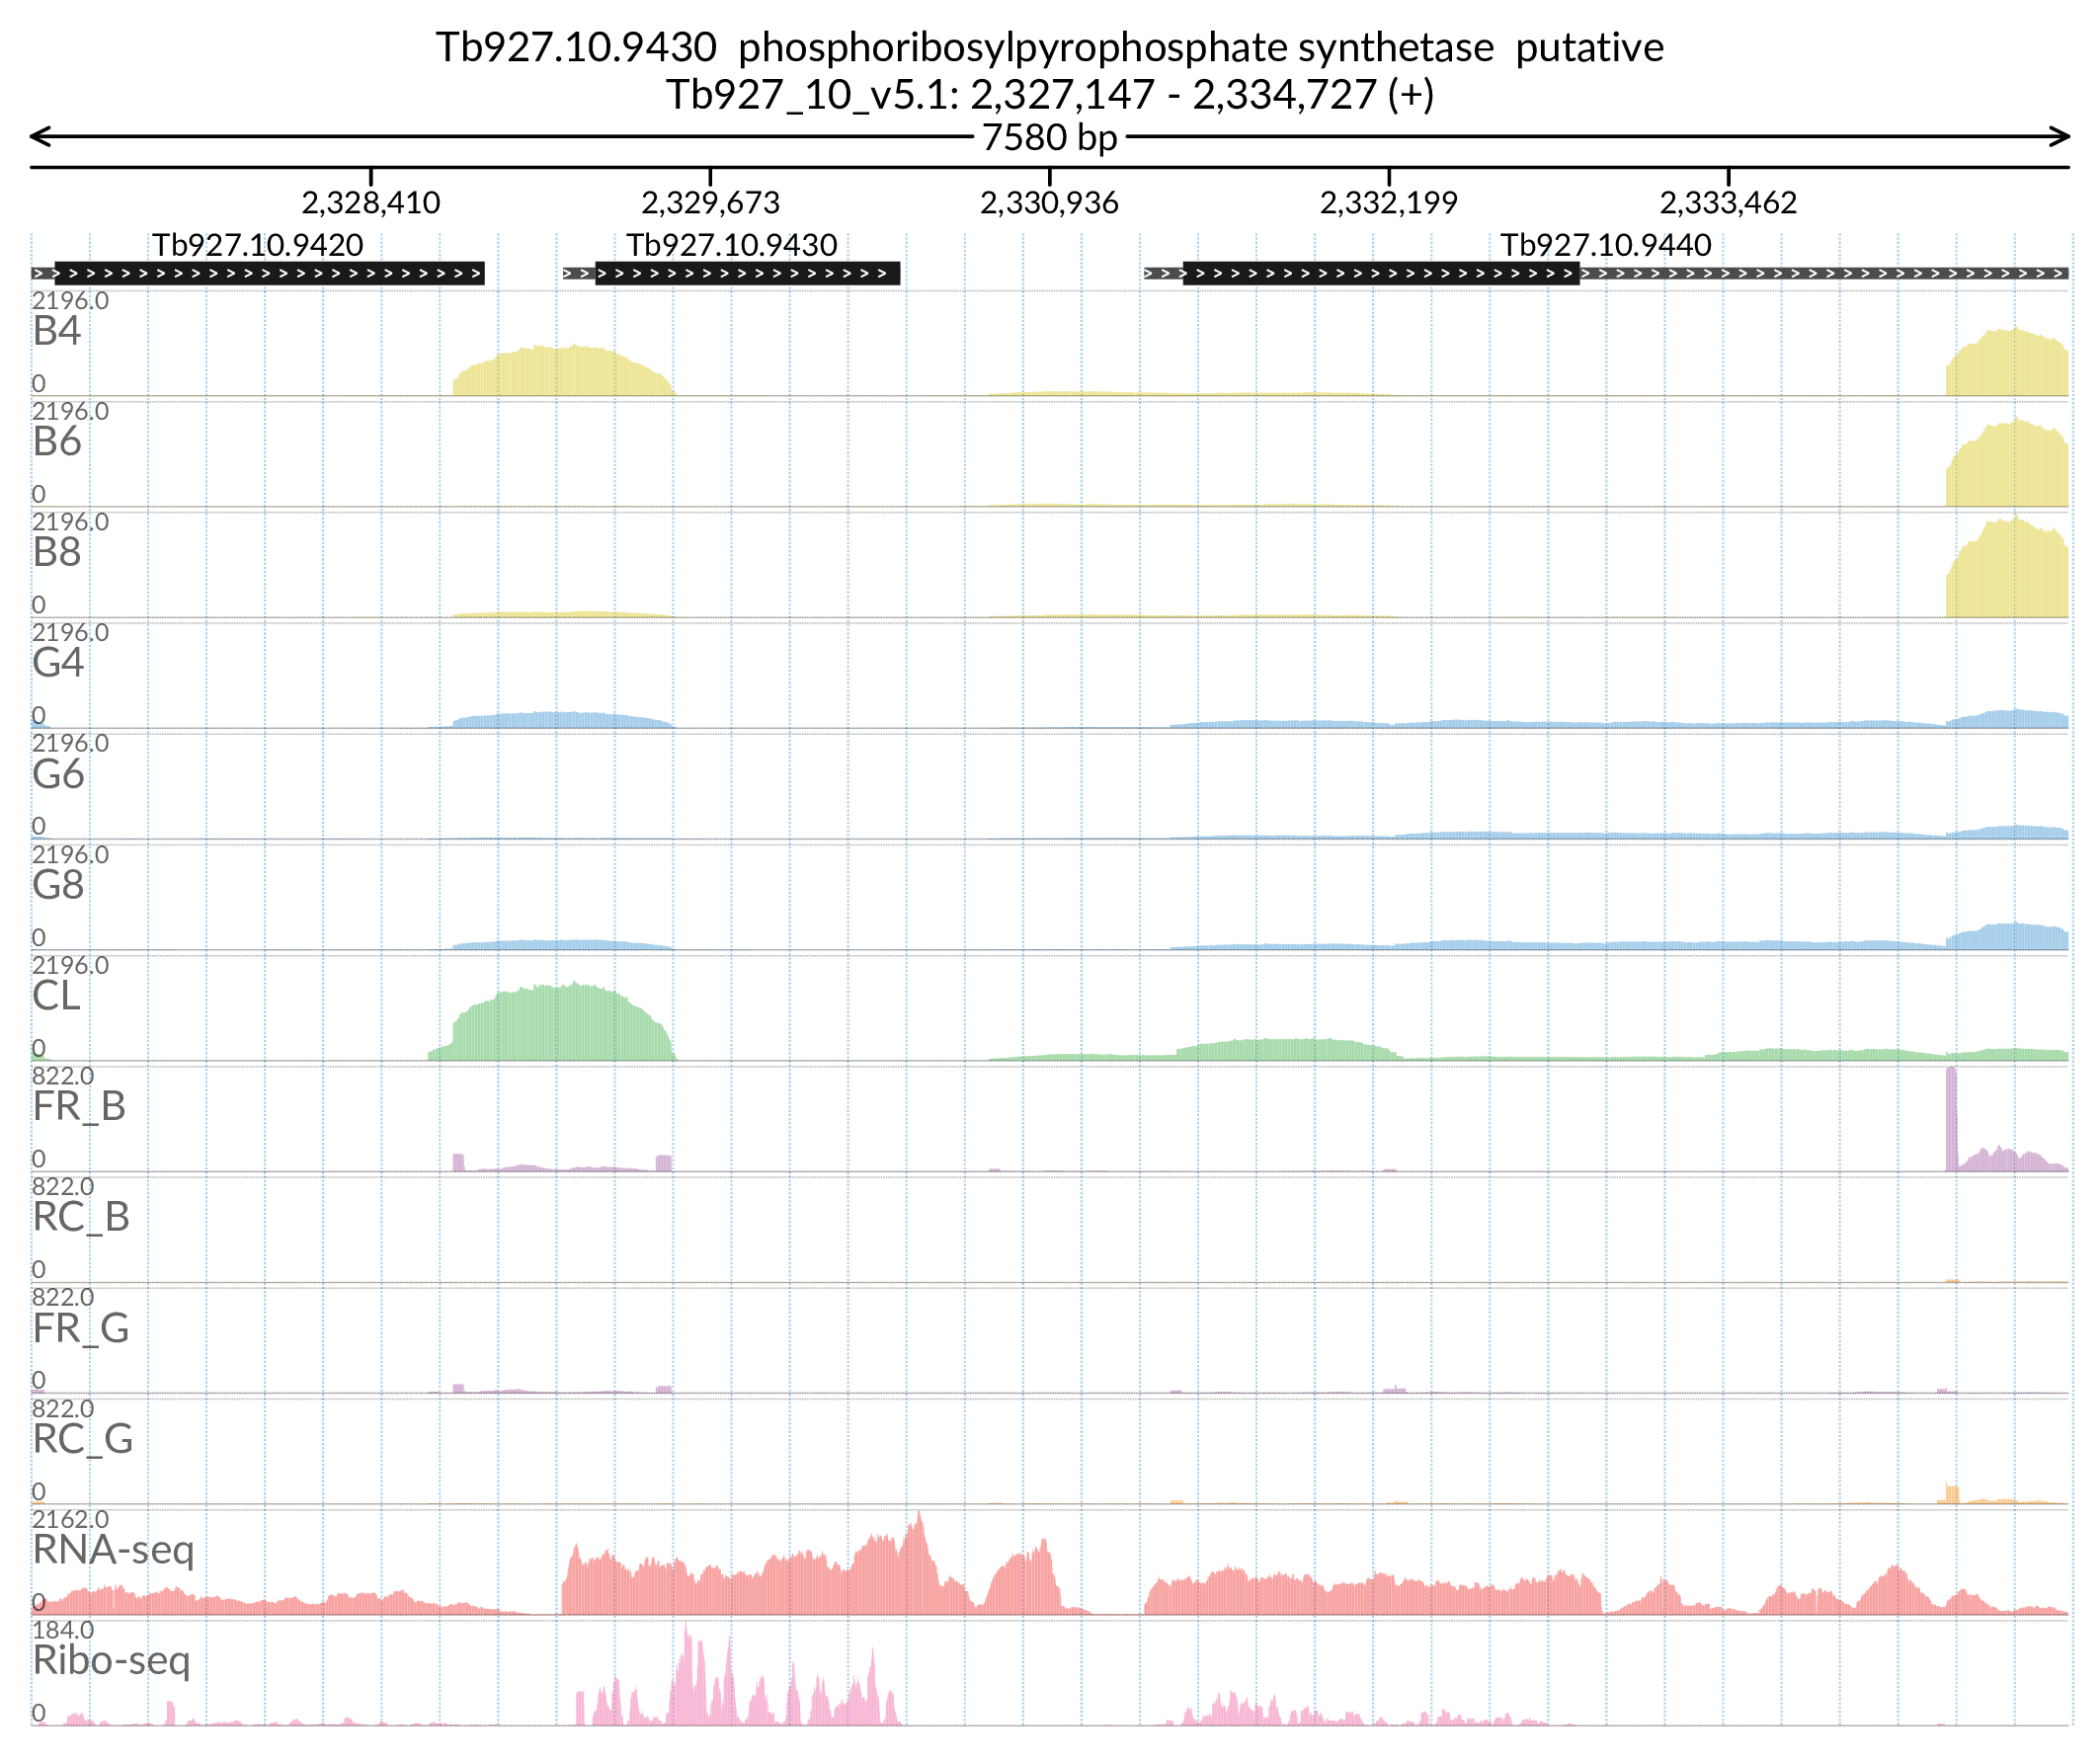 Tb927.10.9430 phosphoribosylpyrophosphate synthetase putative
Tb927_10_v5.1: 2,327,147 - 2,334,727 (+)
7580 bp
2,328,410 2,329,673 2,330,936 2,332,199 2,333,462
Tb927.10.9420 Tb927.10.9430 Tb927.10.9440
2196.0
B4
0
2196.0
B6
0
2196.0
B8
0
2196.0
G4
0
2196.0
G6
0
2196.0
G8
0
2196.0
CL
0
822.0
FR_B
0
822.0
RC_B
0
822.0
FR_G
0
822.0
RC_G
0
2162.0
RNA-seq
0
184.0
Ribo-seq
0